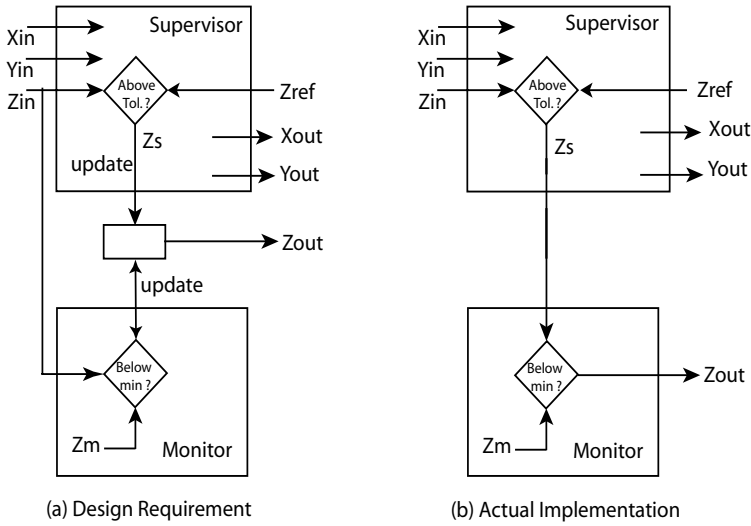 Supervisor
Xin
Yin
Zin
Above
Tol. ?
Zref
Zs
update
Xout
Yout
Zout
update
Below
min ?
Zm
Monitor
(a) Design Requirement
Supervisor
Xin
Yin
Zin
Above
Tol. ?
Zref
Zs
Xout
Yout
Below
min ?
Zout
Zm
Monitor
(b) Actual Implementation